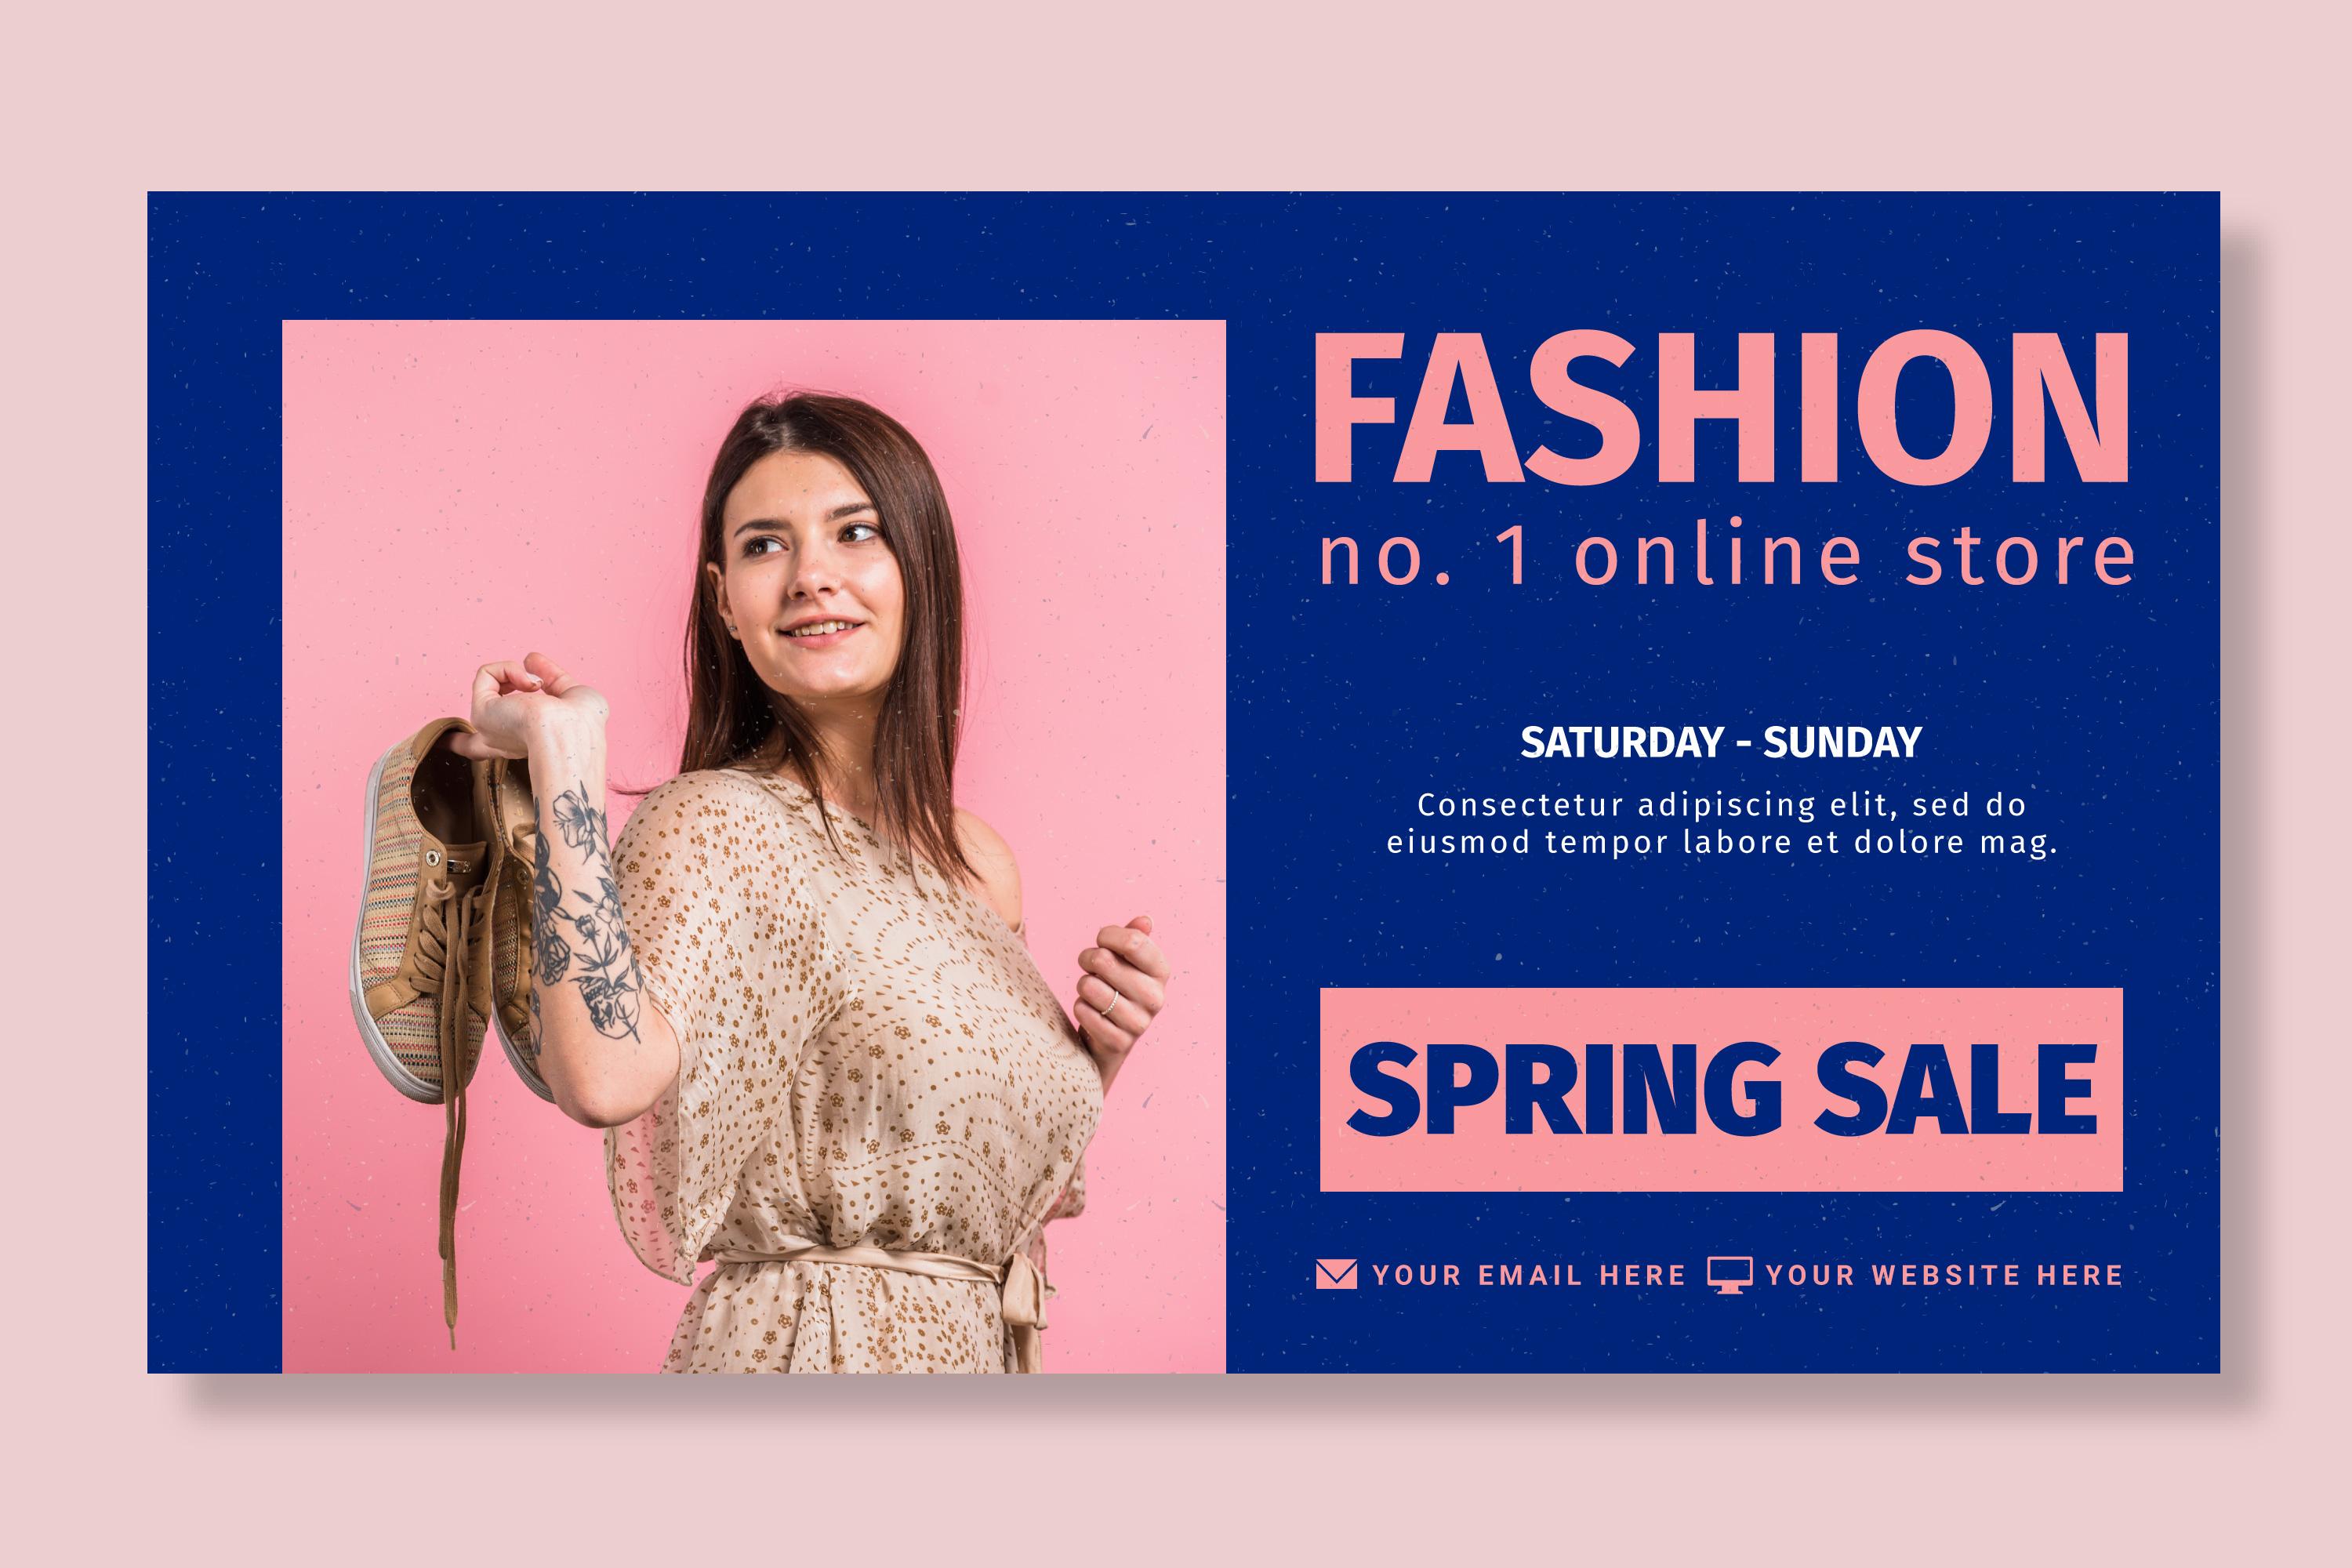 FASHION
no. 1 online store
SATURDAY - SUNDAY
Consectetur adipiscing elit, sed do
eiusmod tempor labore et dolore mag.
SPRING SALE
YOUR EMAIL HERE YOUR WEBSITE HERE